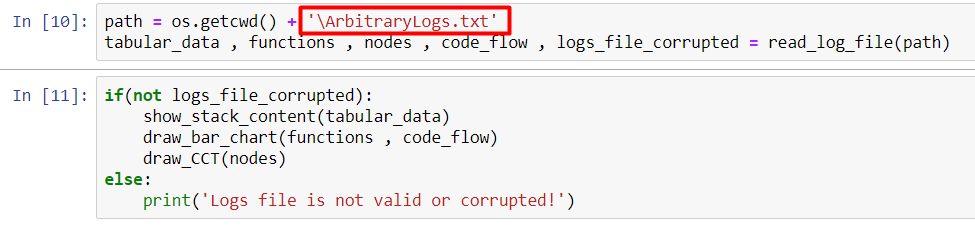 In [10]: path = os.getcwd() + '\ArbitraryLogs.txt'
tabular_data , functions , nodes , code_flow , logs_file_corrupted = read_log_file(path)
In [11]: if(not logs_file_corrupted):
    show_stack_content(tabular_data)
    draw_bar_chart(functions , code_flow)
    draw_CCT(nodes)
else:
    print('Logs file is not valid or corrupted!')